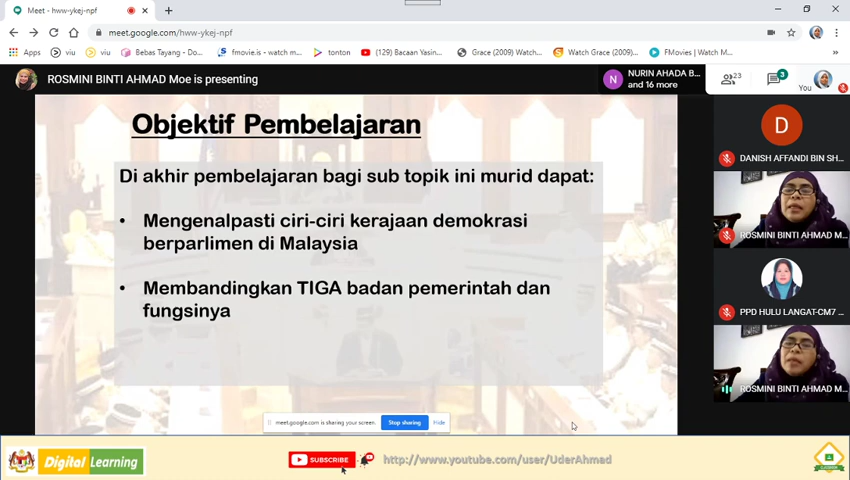 Meet - hww-ykej-npf
meet.google.com/hww-ykej-npf
Apps viu viu Bebas Tayang - Do... fmovie.is - watch m... tonton (129) Bacaan Yasin... Grace (2009) Watc... Watch Grace (2009)... FMovies | Watch M...
ROSMINI BINTI AHMAD Moe is presenting
N NURIN AHADA B...
and 16 more
23
3
You
Objektif Pembelajaran
Di akhir pembelajaran bagi sub topik ini murid dapat:
• Mengenalpasti ciri-ciri kerajaan demokrasi
berparlimen di Malaysia
• Membandingkan TIGA badan pemerintah dan
fungsinya
D
DANISH AFFANDI BIN SH...
ROSMINI BINTI AHMAD M...
PPD HULU LANGAT-CM7 ...
ROSMINI BINTI AHMAD M...
meet.google.com is sharing your screen. Stop sharing Hide
Digital Learning
SUBSCRIBE
http://www.youtube.com/user/UderAhmad